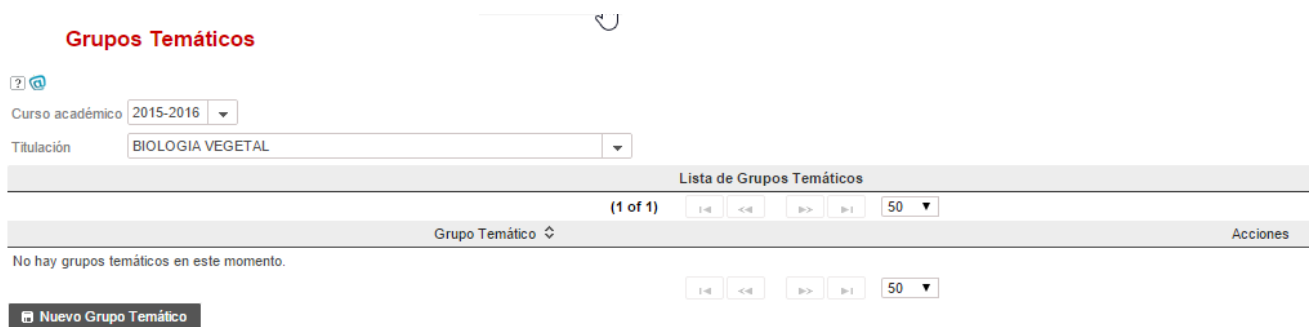 Grupos Temáticos
?
Curso académico 2015-2016
Titulación BIOLOGIA VEGETAL
Lista de Grupos Temáticos
(1 of 1) 50
Grupo Temático Acciones
No hay grupos temáticos en este momento.
50
Nuevo Grupo Temático